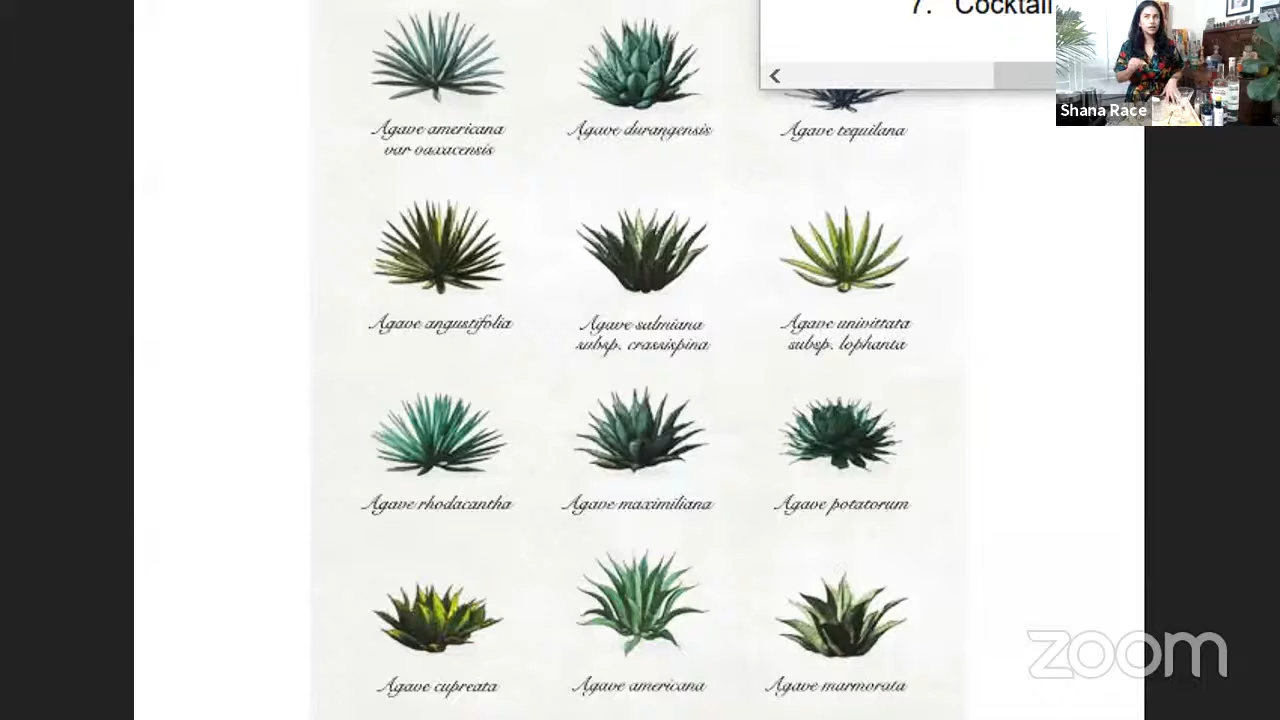 7. Cocktail
Shana Race
Agave americana
var oaxacensis
Agave durangensis
Agave tequilana
Agave angustifolia
Agave salmiana
subsp. crassispina
Agave univittata
subsp. lophanta
Agave rhodacantha
Agave maximiliana
Agave potatorum
Agave cupreata
Agave americana
Agave marmorata
zoom